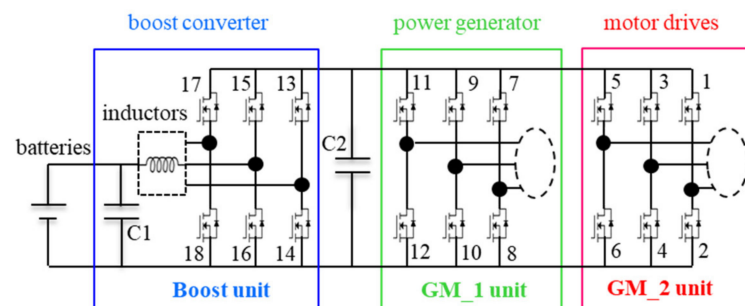 boost converter
power generator
motor drives
17 15 13
11 9 7
5 3 1
inductors
batteries
C2
C1
18 16 14
12 10 8
6 4 2
Boost unit
GM_1 unit
GM_2 unit